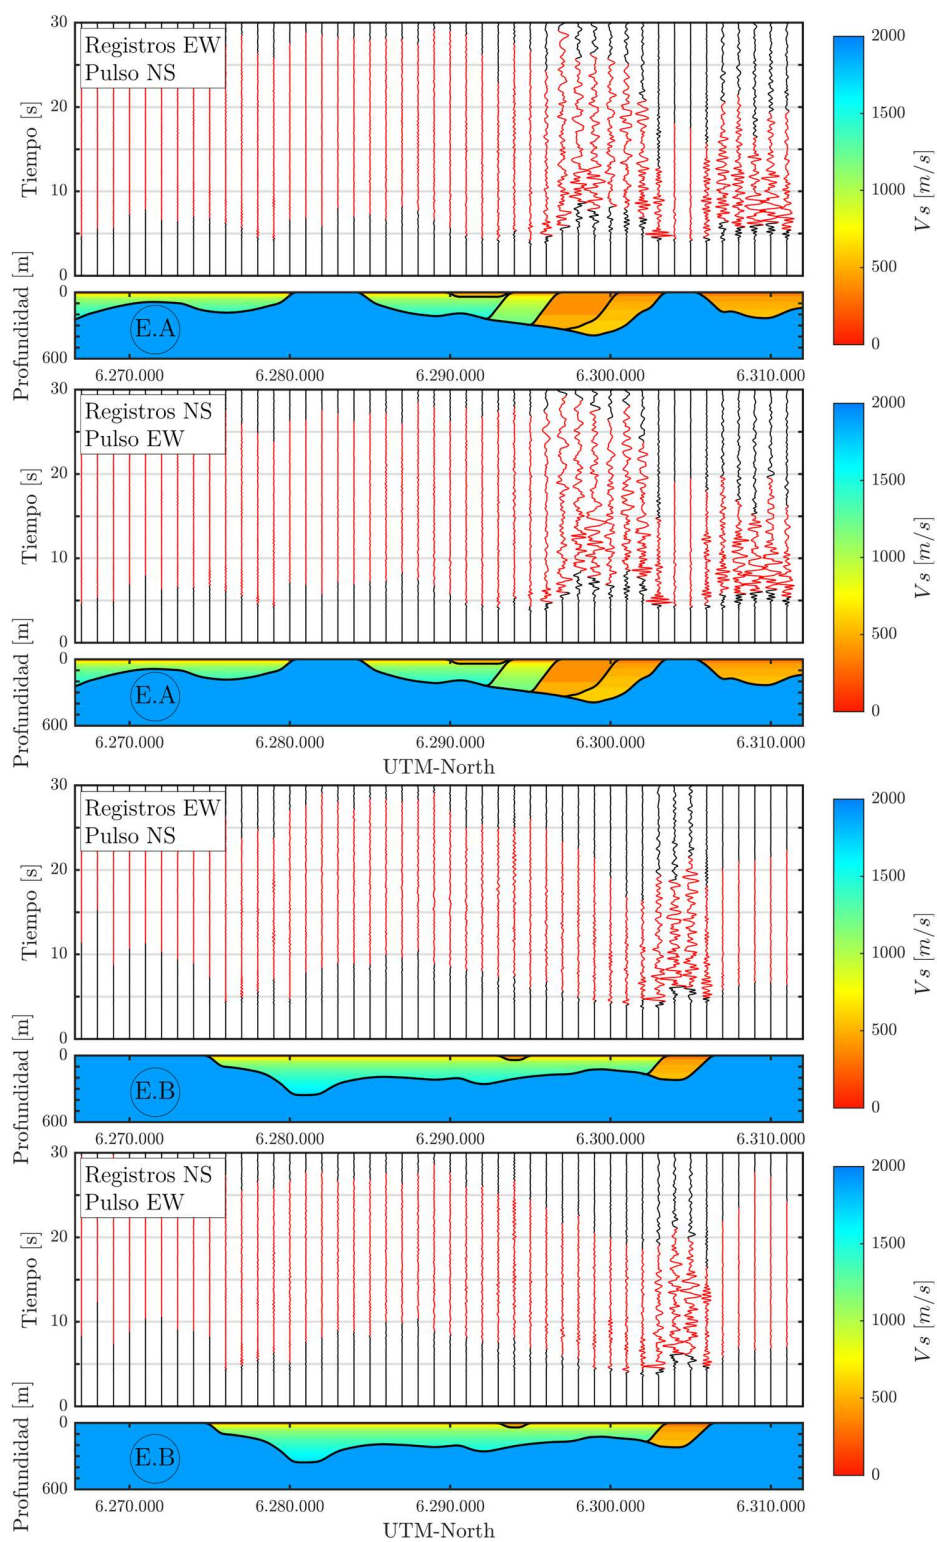 Registros EW
Pulso NS
Tiempo [s]
30
20
10
0
Profundidad [m]
0
600
E.A
6.270.000 6.280.000 6.290.000 6.300.000 6.310.000
2000
1500
1000
500
0
Vs [m/s]
Registros NS
Pulso EW
Tiempo [s]
30
20
10
0
Profundidad [m]
0
600
E.A
6.270.000 6.280.000 6.290.000 6.300.000 6.310.000
UTM-North
2000
1500
1000
500
0
Vs [m/s]
Registros EW
Pulso NS
Tiempo [s]
30
20
10
0
Profundidad [m]
0
600
E.B
6.270.000 6.280.000 6.290.000 6.300.000 6.310.000
2000
1500
1000
500
0
Vs [m/s]
Registros NS
Pulso EW
Tiempo [s]
30
20
10
0
Profundidad [m]
0
600
E.B
6.270.000 6.280.000 6.290.000 6.300.000 6.310.000
UTM-North
2000
1500
1000
500
0
Vs [m/s]